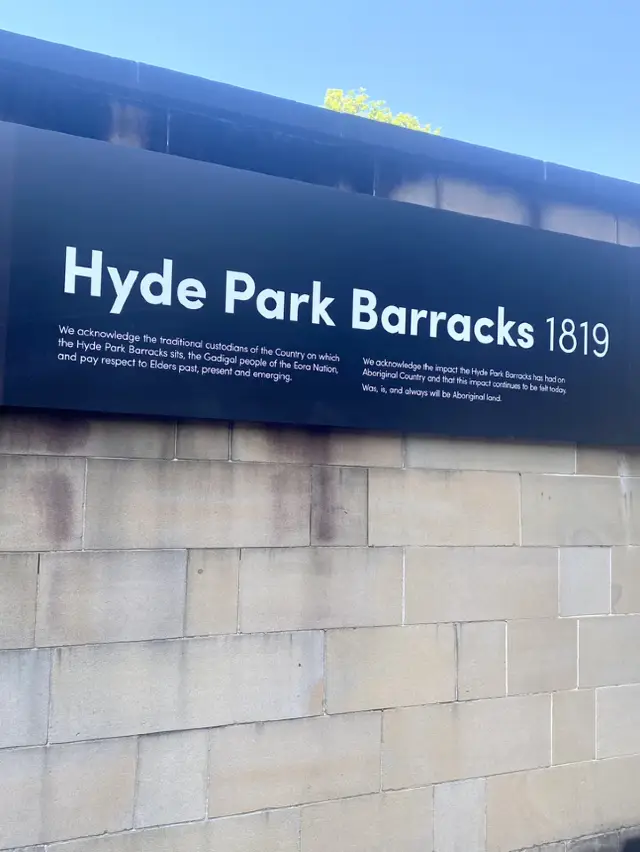 Hyde Park Barracks 1819
We acknowledge the traditional custodians of the Country on which
the Hyde Park Barracks sits, the Gadigal people of the Eora Nation,
and pay respect to Elders past, present and emerging.
We acknowledge the impact the Hyde Park Barracks has had on
Aboriginal Country and that this impact continues to be felt today.
Was, is, and always will be Aboriginal land.